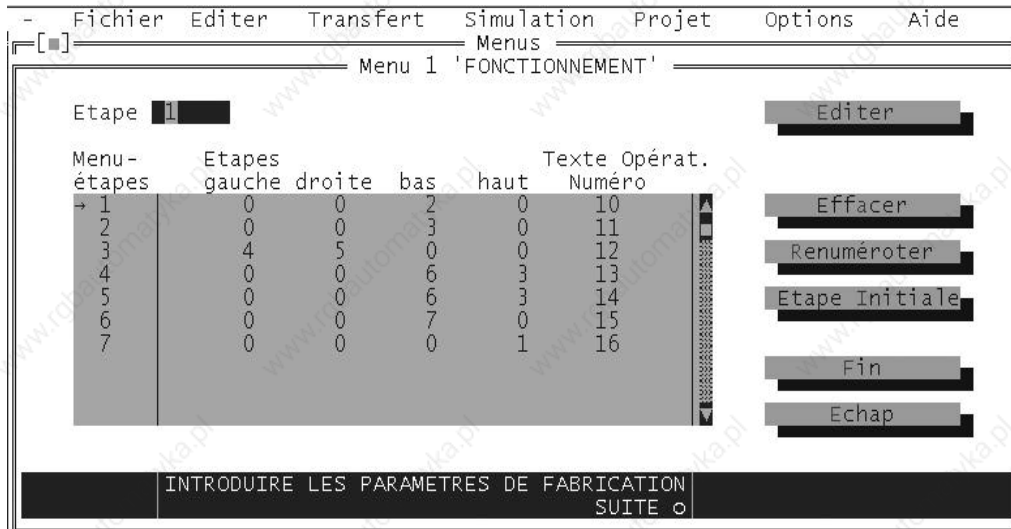 - Fichier Editer Transfert Simulation Projet Options Aide
[■] Menus
Menu 1 'FONCTIONNEMENT'
Etape 1 Editer
Menu- Etapes Texte Opérat.
étapes gauche droite bas haut Numéro
→ 1 0 0 2 0 10 Effacer
2 0 0 3 0 11
3 4 5 0 0 12 Renuméroter
4 0 0 6 3 13
5 0 0 6 3 14 Etape Initiale
6 0 0 7 0 15
7 0 0 0 1 16
Fin
Echap
INTRODUIRE LES PARAMETRES DE FABRICATION
SUITE o
www.rgbautomatyka.pl